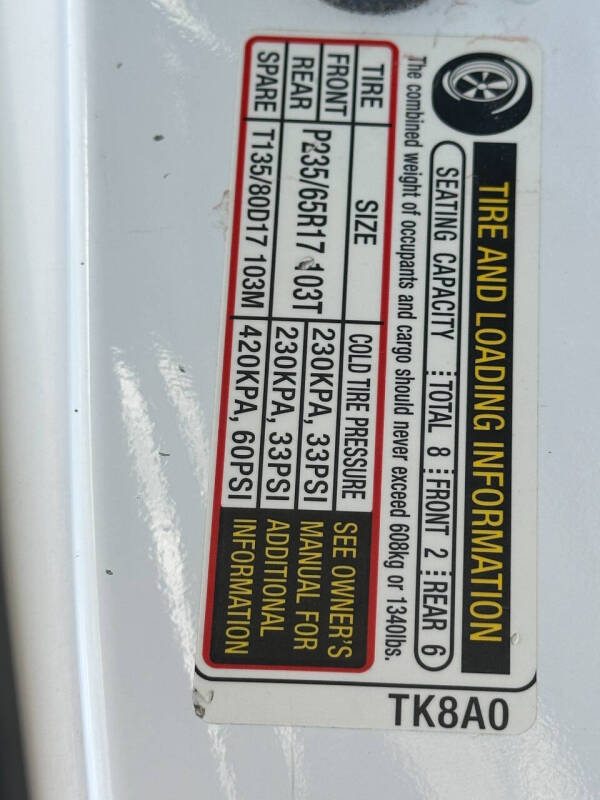 TIRE AND LOADING INFORMATION
SEATING CAPACITY TOTAL 8 FRONT 2 REAR 6
The combined weight of occupants and cargo should never exceed 608kg or 1340lbs.
TIRE SIZE COLD TIRE PRESSURE
FRONT 230KPA, 33PSI
P235/65R17 103T
REAR 230KPA, 33PSI
SPARE T135/80D17 103M 420KPA, 60PSI
SEE OWNER'S
MANUAL FOR
ADDITIONAL
INFORMATION
TK8A0